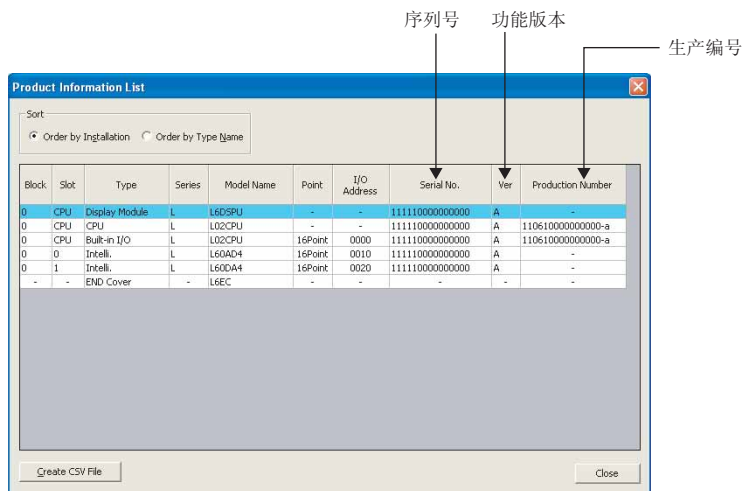 序列号 功能版本
生产编号
Product Information List
Sort
Order by Installation Order by Type Name
Block Slot Type Series Model Name Point I/O Address Serial No. Ver Production Number
0 CPU Display Module L L6DSPU - - 111110000000000 A -
0 CPU CPU L L02CPU - - 111110000000000 A 110610000000000-a
0 CPU Built-in I/O L L02CPU 16Point 0000 111110000000000 A 110610000000000-a
0 0 Intelli. L L60AD4 16Point 0010 111110000000000 A -
0 1 Intelli. L L60DA4 16Point 0020 111110000000000 A -
- - END Cover - L6EC - - - - -
Create CSV File Close